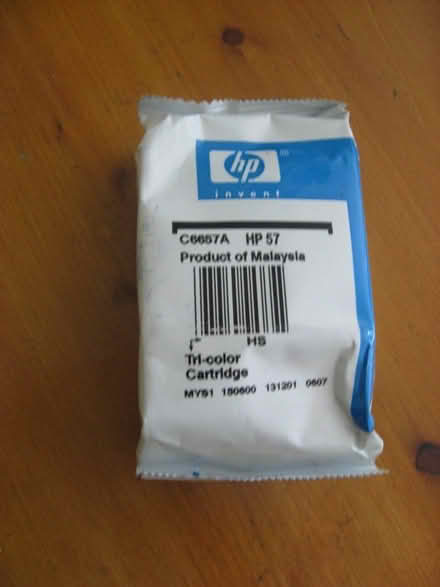 hp
invent
C6657A HP 57
Product of Malaysia
HS
Tri-color
Cartridge
MYS1 150600 131201 0607